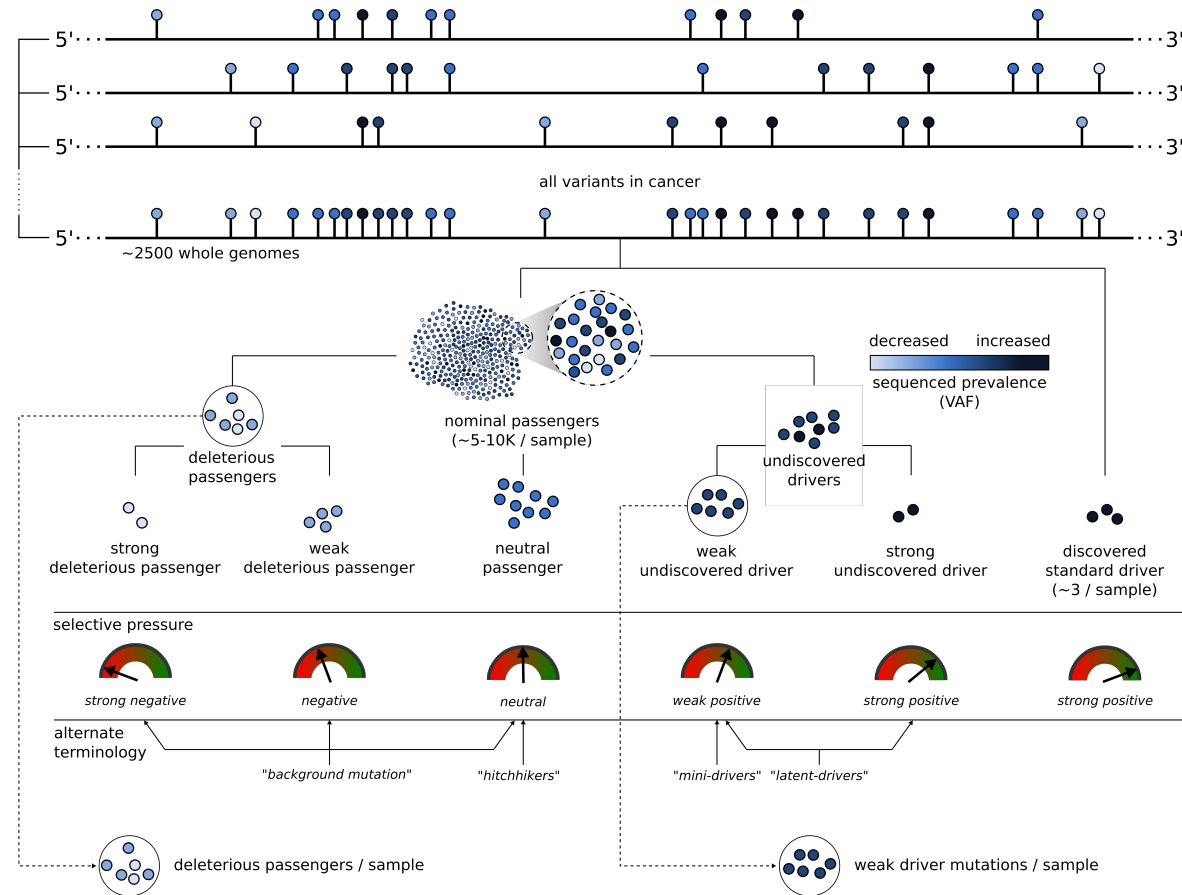 5'··· ···3'
5'··· ···3'
5'··· ···3'
all variants in cancer
5'··· ···3'
~2500 whole genomes
decreased increased
sequenced prevalence
(VAF)
nominal passengers
(~5-10K / sample)
deleterious
passengers
undiscovered
drivers
strong
deleterious passenger
weak
deleterious passenger
neutral
passenger
weak
undiscovered driver
strong
undiscovered driver
discovered
standard driver
(~3 / sample)
selective pressure
strong negative
negative
neutral
weak positive
strong positive
strong positive
alternate
terminology
"background mutation"
"hitchhikers"
"mini-drivers"
"latent-drivers"
deleterious passengers / sample
weak driver mutations / sample